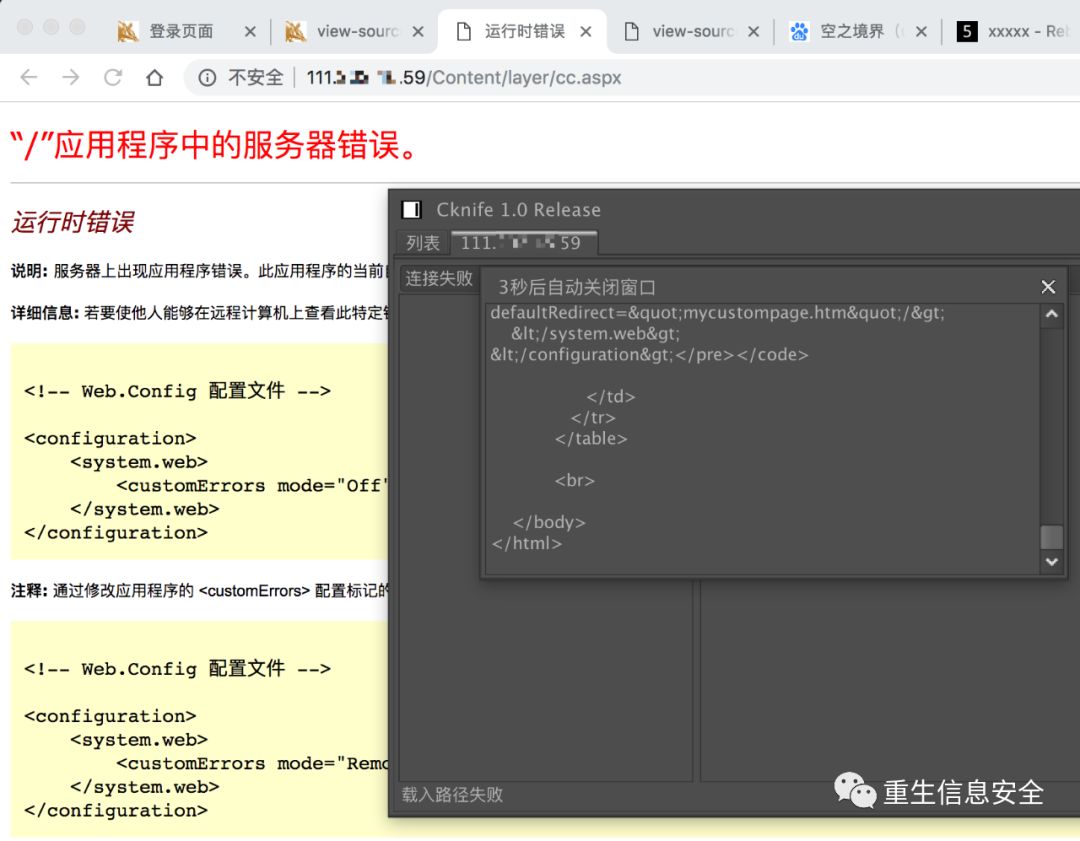 登录页面
view-sourc
运行时错误
view-sourc
空之境界
xxxxx - Reb
不安全
111. .59/Content/layer/cc.aspx
“/”应用程序中的服务器错误。
运行时错误
说明: 服务器上出现应用程序错误。此应用程序的当前
详细信息: 若要使他人能够在远程计算机上查看此特定
<!-- Web.Config 配置文件 -->
<configuration>
<system.web>
<customErrors mode="Off"
</system.web>
</configuration>
注释: 通过修改应用程序的 <customErrors> 配置标记的
<!-- Web.Config 配置文件 -->
<configuration>
<system.web>
<customErrors mode="Remo
</system.web>
</configuration>
Cknife 1.0 Release
列表
111. 59
连接失败
3秒后自动关闭窗口
defaultRedirect=&quot;mycustompage.htm&quot;/&gt;
&lt;/system.web&gt;
&lt;/configuration&gt;</pre></code>
</td>
</tr>
</table>
<br>
</body>
</html>
载入路径失败
重生信息安全